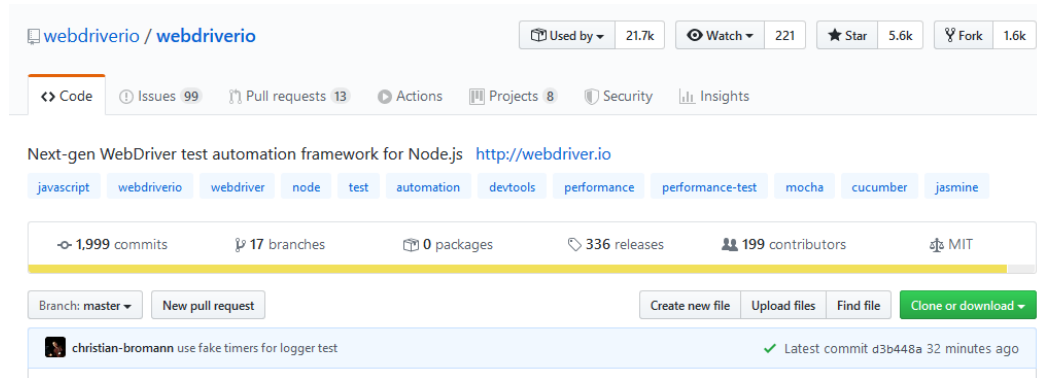 webdriverio / webdriverio Used by 21.7k Watch 221 Star 5.6k Fork 1.6k
Code Issues 99 Pull requests 13 Actions Projects 8 Security Insights
Next-gen WebDriver test automation framework for Node.js http://webdriver.io
javascript webdriverio webdriver node test automation devtools performance performance-test mocha cucumber jasmine
1,999 commits 17 branches 0 packages 336 releases 199 contributors MIT
Branch: master New pull request Create new file Upload files Find file Clone or download
christian-bromann use fake timers for logger test Latest commit d3b448a 32 minutes ago